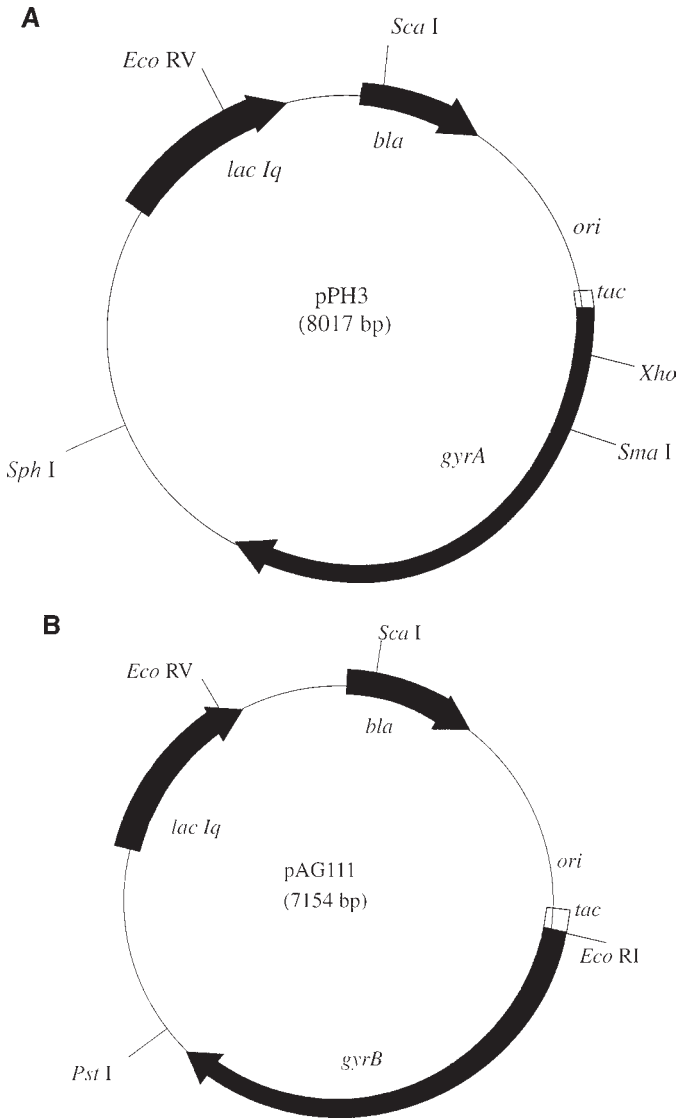 A
Sca I
Eco RV
bla
lac Iq
ori
tac
pPH3
(8017 bp)
Xho
Sma I
gyrA
Sph I
B
Sca I
Eco RV
bla
lac Iq
ori
pAG111
(7154 bp)
tac
Eco RI
gyrB
Pst I